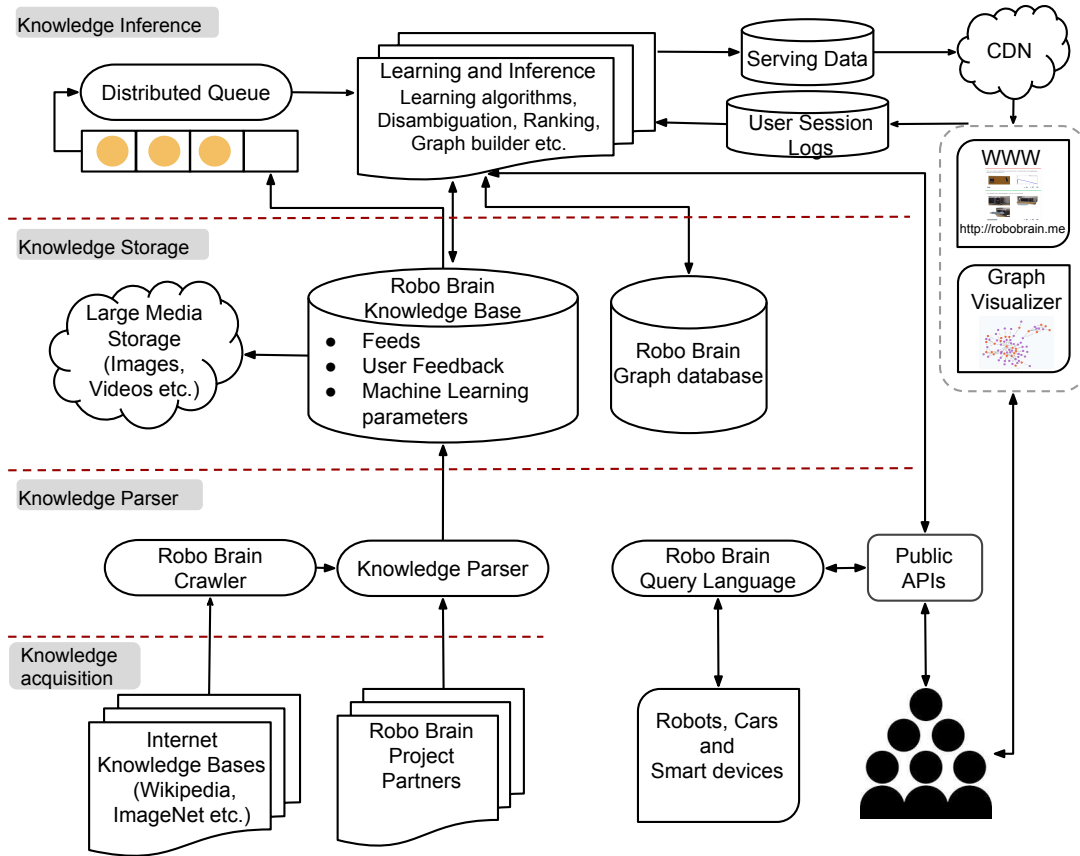 Knowledge Inference
Distributed Queue
Learning and Inference
Learning algorithms,
Disambiguation, Ranking,
Graph builder etc.
Serving Data
User Session
Logs
CDN
WWW
http://robobrain.me
Graph
Visualizer
Knowledge Storage
Large Media
Storage
(Images,
Videos etc.)
Robo Brain
Knowledge Base
● Feeds
● User Feedback
● Machine Learning
parameters
Robo Brain
Graph database
Knowledge Parser
Robo Brain
Crawler
Knowledge Parser
Robo Brain
Query Language
Public
APIs
Knowledge
acquisition
Internet
Knowledge Bases
(Wikipedia,
ImageNet etc.)
Robo Brain
Project
Partners
Robots, Cars
and
Smart devices